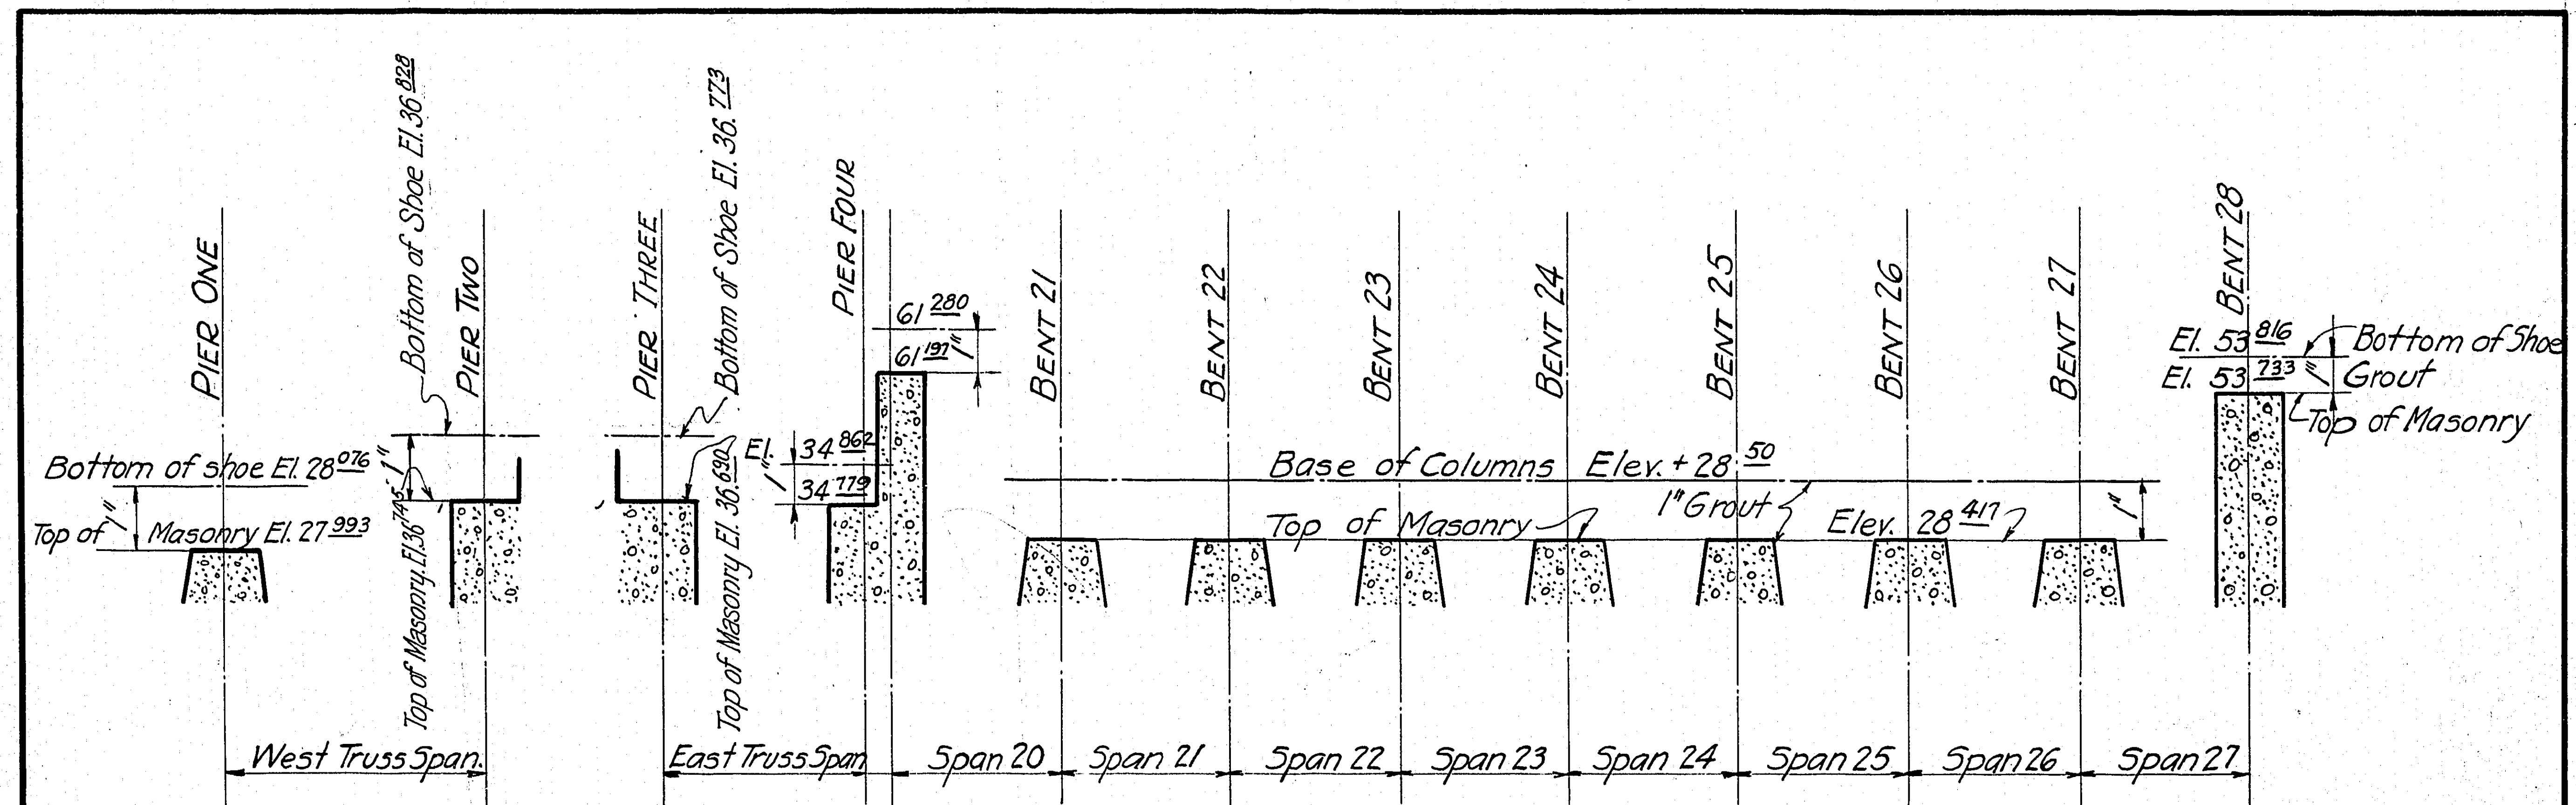 PIER ONE
Bottom of shoe El. 28 076
1"
Top of Masonry El. 27 993
Bottom of Shoe El. 36 828
PIER TWO
1"
Top of Masonry. El. 36 745
PIER THREE
Bottom of Shoe El. 36. 773
Top of Masonry El. 36. 690
PIER FOUR
61 280
61 197
1"
El. 34 862
34 779
1"
BENT 21
BENT 22
BENT 23
BENT 24
BENT 25
BENT 26
BENT 27
BENT 28
Base of Columns Elev. + 28 50
1" Grout
Top of Masonry
Elev. 28 417
1"
El. 53 816
Bottom of Shoe
El. 53 733
1" Grout
Top of Masonry
West Truss Span.
East Truss Span
Span 20
Span 21
Span 22
Span 23
Span 24
Span 25
Span 26
Span 27